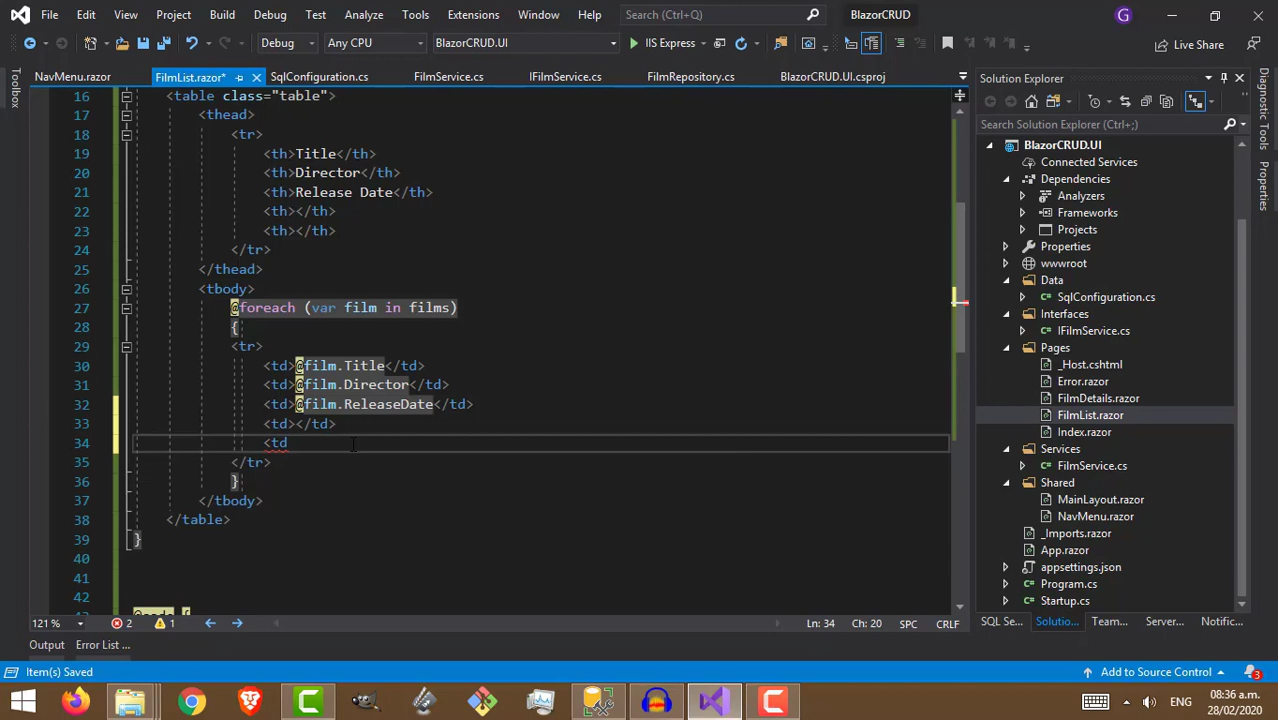 File Edit View Project Build Debug Test Analyze Tools Extensions Window Help Search (Ctrl+Q) BlazorCRUD G
Debug Any CPU BlazorCRUD.UI IIS Express Live Share
Toolbox
NavMenu.razor FilmList.razor* SqlConfiguration.cs FilmService.cs IFilmService.cs FilmRepository.cs BlazorCRUD.UI.csproj
16 <table class="table">
17 <thead>
18 <tr>
19 <th>Title</th>
20 <th>Director</th>
21 <th>Release Date</th>
22 <th></th>
23 <th></th>
24 </tr>
25 </thead>
26 <tbody>
27 @foreach (var film in films)
28 {
29 <tr>
30 <td>@film.Title</td>
31 <td>@film.Director</td>
32 <td>@film.ReleaseDate</td>
33 <td></td>
34 <td
35 </tr>
36 }
37 </tbody>
38 </table>
39 }
40
41
42
@code {
121 % 2 1 Ln: 34 Ch: 20 SPC CRLF
Output Error List ...
Solution Explorer
Search Solution Explorer (Ctrl+;)
BlazorCRUD.UI
Connected Services
Dependencies
Analyzers
Frameworks
Projects
Properties
wwwroot
Data
SqlConfiguration.cs
Interfaces
IFilmService.cs
Pages
_Host.cshtml
Error.razor
FilmDetails.razor
FilmList.razor
Index.razor
Services
FilmService.cs
Shared
MainLayout.razor
NavMenu.razor
_Imports.razor
App.razor
appsettings.json
Program.cs
Startup.cs
SQL Se... Solutio... Team... Server... Notific...
Diagnostic Tools
Properties
Item(s) Saved Add to Source Control 3
ENG 08:36 a.m.
28/02/2020